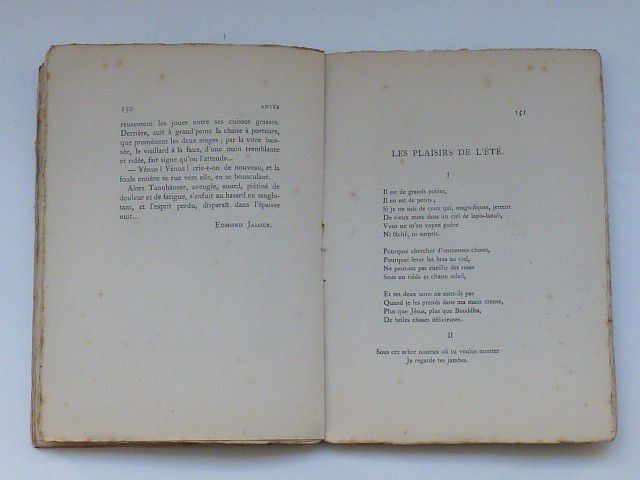 150 ANTÉE
reusement les joues entre ses cuisses grasses.
Derrière, suit à grand'peine la chaise à porteurs,
que promènent les deux singes ; par la vitre bais-
sée, le vieillard à la faux, d'une main tremblante
et ridée, fait signe qu'on l'attende...
— Vénus ! Vénus ! crie-t-on de nouveau, et la
foule entière se rue vers elle, en se bousculant.
Alors Tannhäuser, aveugle, sourd, piétiné de
douleur et de fatigue, s'enfuit au hasard en sanglo-
tant, et l'esprit perdu, disparaît dans l'épaisse
nuit...
EDMOND JALOUX.
151
LES PLAISIRS DE L'ÉTÉ.
I
Il est de grands poètes,
Il en est de petits ;
Si je ne suis de ceux qui, magnifiques, jettent
De vieux mots dans un ciel de lapis-lazuli,
Vous ne m'en voyez guère
Ni fâché, ni surpris.
Pourquoi chercher d'immenses choses,
Pourquoi lever les bras au ciel,
Ne peut-on pas cueillir des roses
Sous un tiède et chaste soleil,
Et tes deux seins ne sont-ils pas
Quand je les prends dans ma main creuse,
Plus que Jésus, plus que Bouddha,
De belles choses délicieuses.
II
Sous cet arbre noueux où tu voulus monter
Je regarde tes jambes.